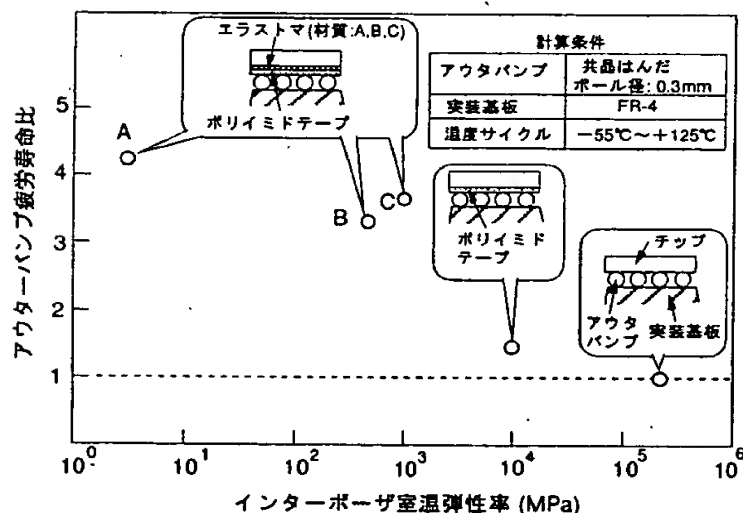 エラストマ(材質:A,B,C)
ポリイミドテープ
計算条件
アウタバンプ 共晶はんだ
ボール径: 0.3mm
実装基板 FR-4
温度サイクル −55℃〜+125℃
A
B
C
ポリイミド
テープ
チップ
アウタ
バンプ
実装基板
アウターバンプ疲労寿命比
5
4
3
2
1
0
10⁰ 10¹ 10² 10³ 10⁴ 10⁵ 10⁶
インターポーザ室温弾性率 (MPa)